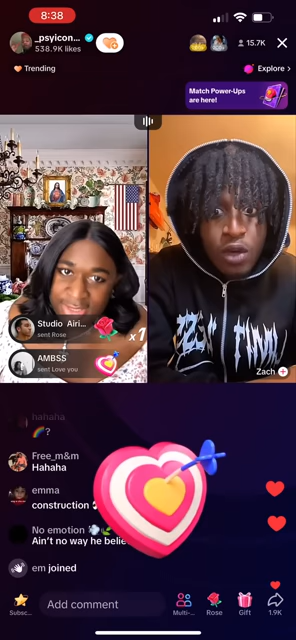 8:38
_psyicon...
538.9K likes
15.7K
Trending
Explore >
Match Power-Ups
are here!
Studio Airi...
sent Rose
x1
AMBSS
sent Love you
Zach
hahaha
?
Free_m&m
Hahaha
emma
construction
No emotion
Ain't no way he belie
em joined
Subsc...
Add comment
Multi-...
Rose
Gift
1.9K